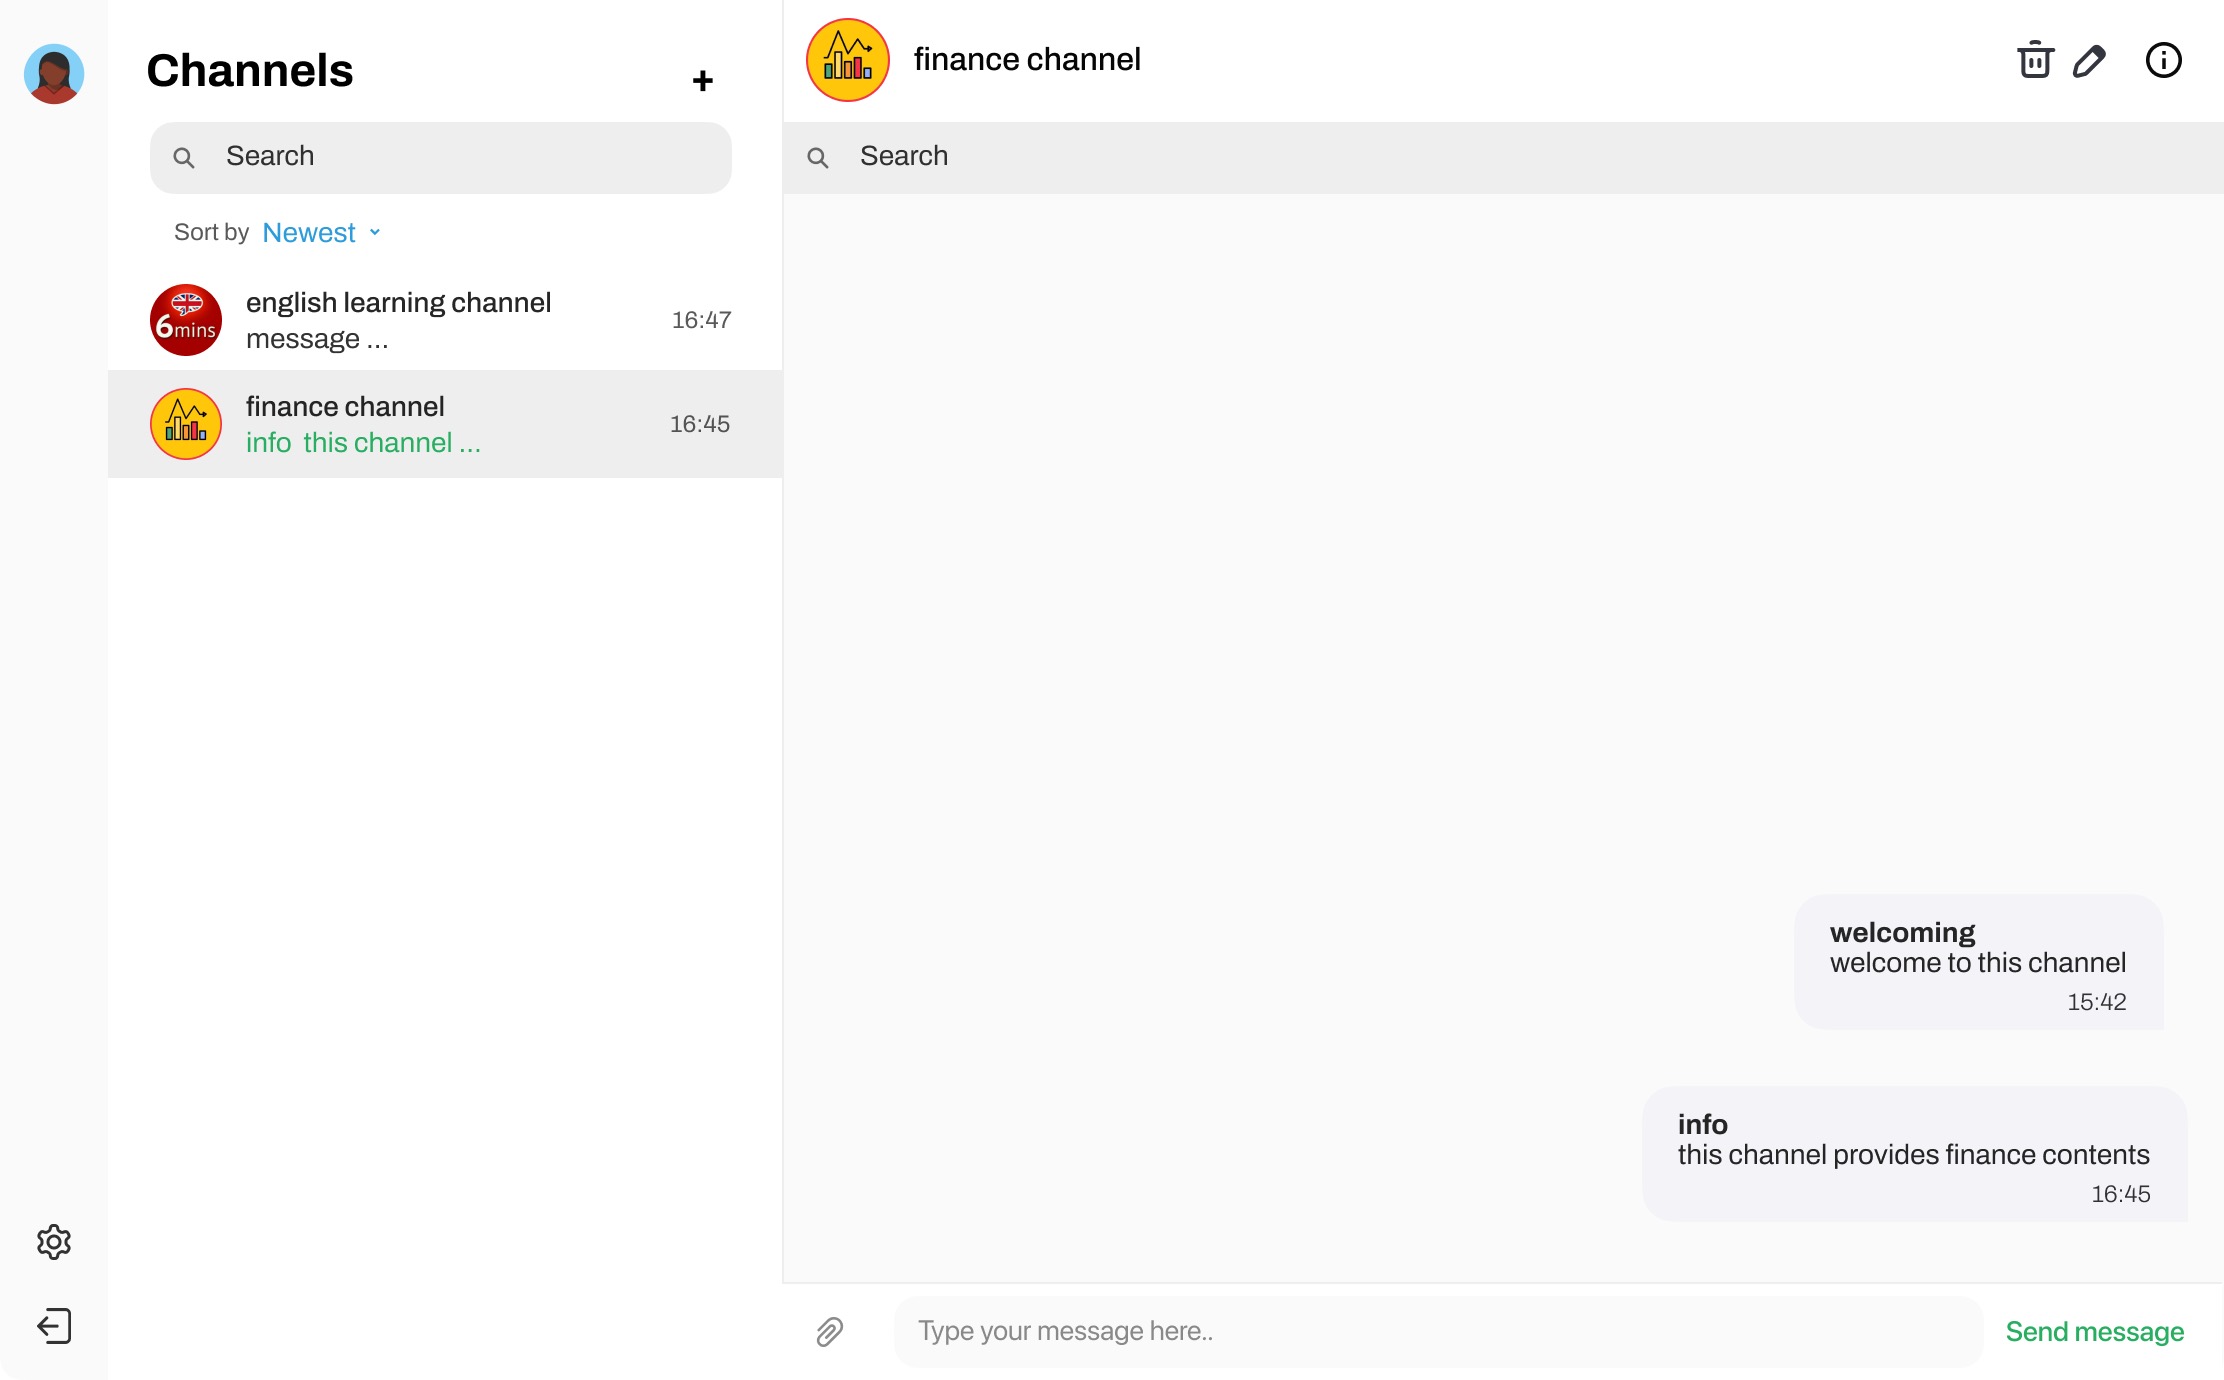 Channels
+
Search
Sort by Newest
6mins
english learning channel
message ...
16:47
finance channel
info this channel ...
16:45
finance channel
Search
welcoming
welcome to this channel
15:42
info
this channel provides finance contents
16:45
Type your message here..
Send message